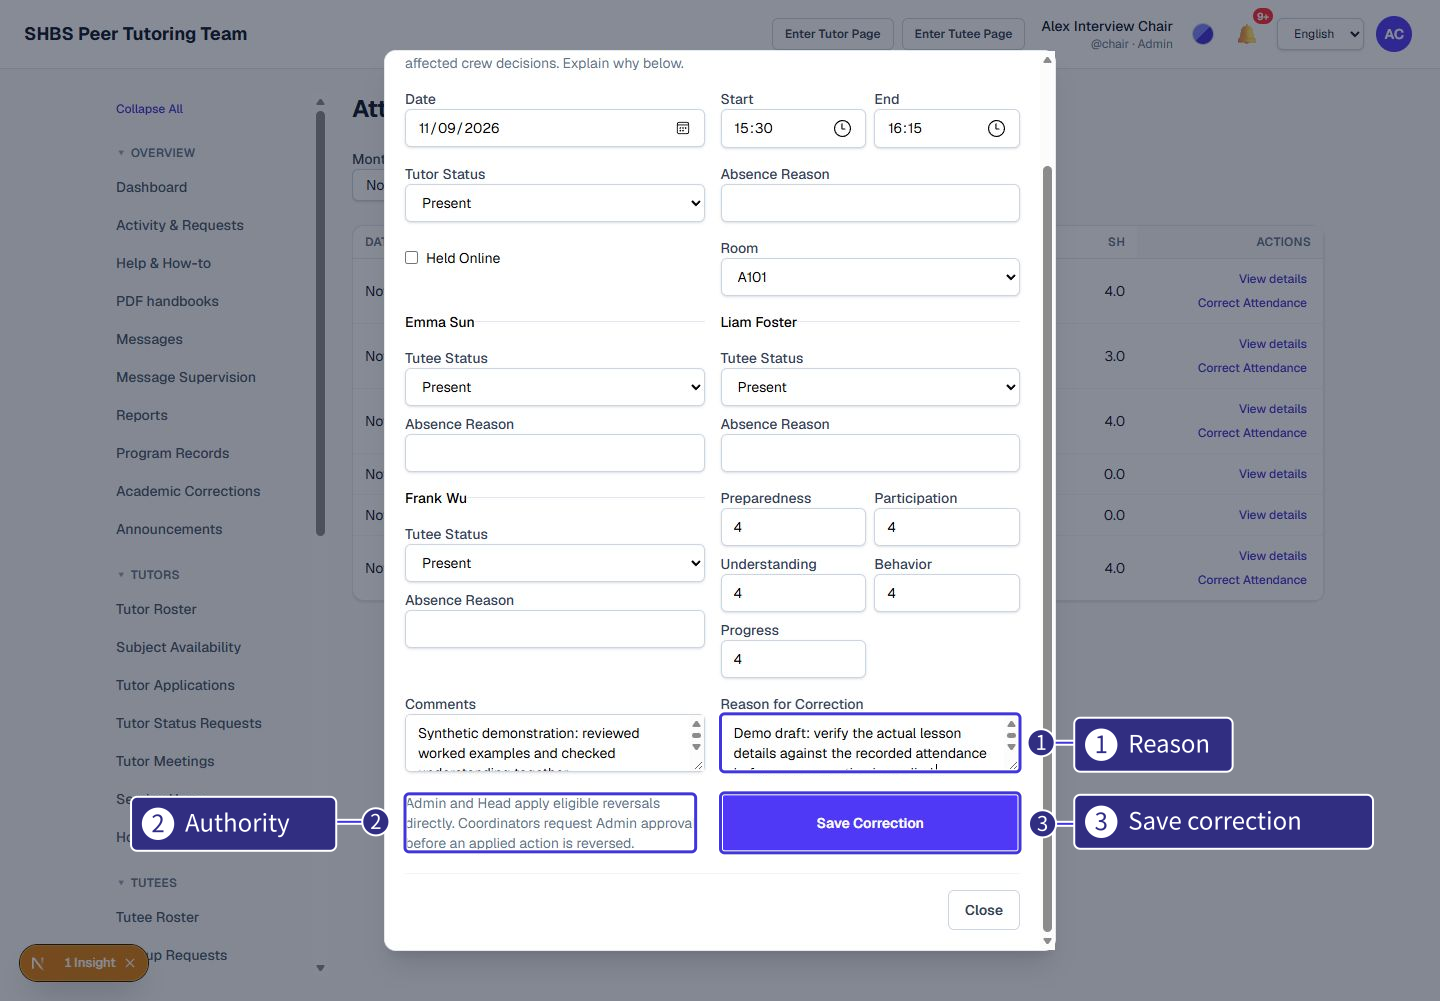 SHBS Peer Tutoring Team
Enter Tutor Page
Enter Tutee Page
Alex Interview Chair
@chair · Admin
9+
English
AC
Collapse All
OVERVIEW
Dashboard
Activity & Requests
Help & How-to
PDF handbooks
Messages
Message Supervision
Reports
Program Records
Academic Corrections
Announcements
TUTORS
Tutor Roster
Subject Availability
Tutor Applications
Tutor Status Requests
Tutor Meetings
TUTEES
Tutee Roster
up Requests
N
1 Insight ×
SH
ACTIONS
4.0
View details
Correct Attendance
3.0
View details
Correct Attendance
4.0
View details
Correct Attendance
0.0
View details
0.0
View details
4.0
View details
Correct Attendance
affected crew decisions. Explain why below.
Date
Start
End
11/09/2026
15:30
16:15
Tutor Status
Absence Reason
Present
Held Online
Room
A101
Emma Sun
Liam Foster
Tutee Status
Tutee Status
Present
Present
Absence Reason
Absence Reason
Frank Wu
Preparedness
Participation
4
4
Tutee Status
Present
Understanding
Behavior
4
4
Absence Reason
Progress
4
Comments
Reason for Correction
Synthetic demonstration: reviewed
worked examples and checked
Demo draft: verify the actual lesson
details against the recorded attendance
1
1 Reason
2 Authority
2
Admin and Head apply eligible reversals
directly. Coordinators request Admin approva
before an applied action is reversed.
Save Correction
3
3 Save correction
Close